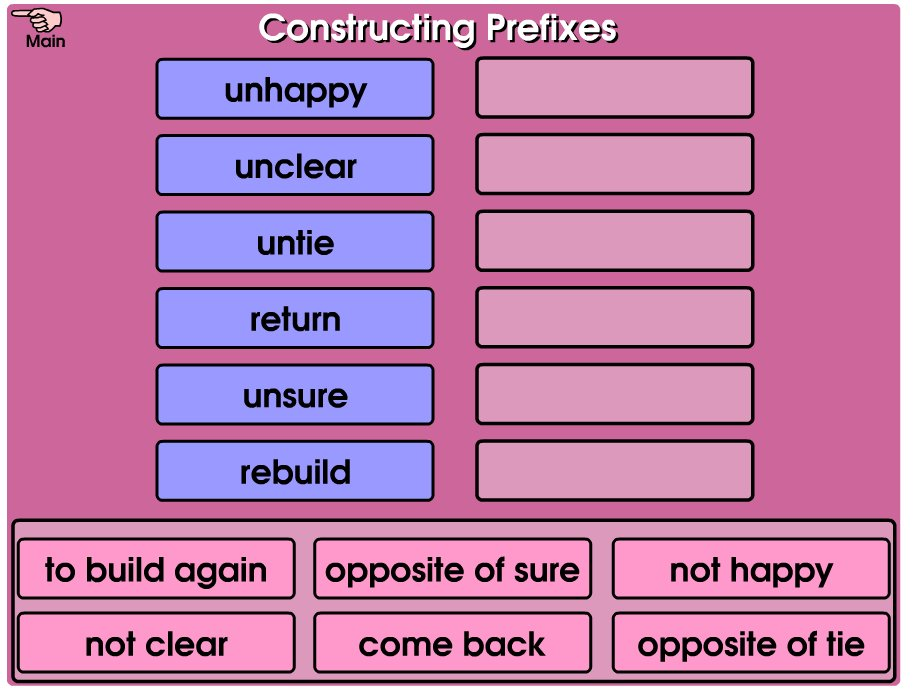 Main
Constructing Prefixes
unhappy
unclear
untie
return
unsure
rebuild
to build again
opposite of sure
not happy
not clear
come back
opposite of tie